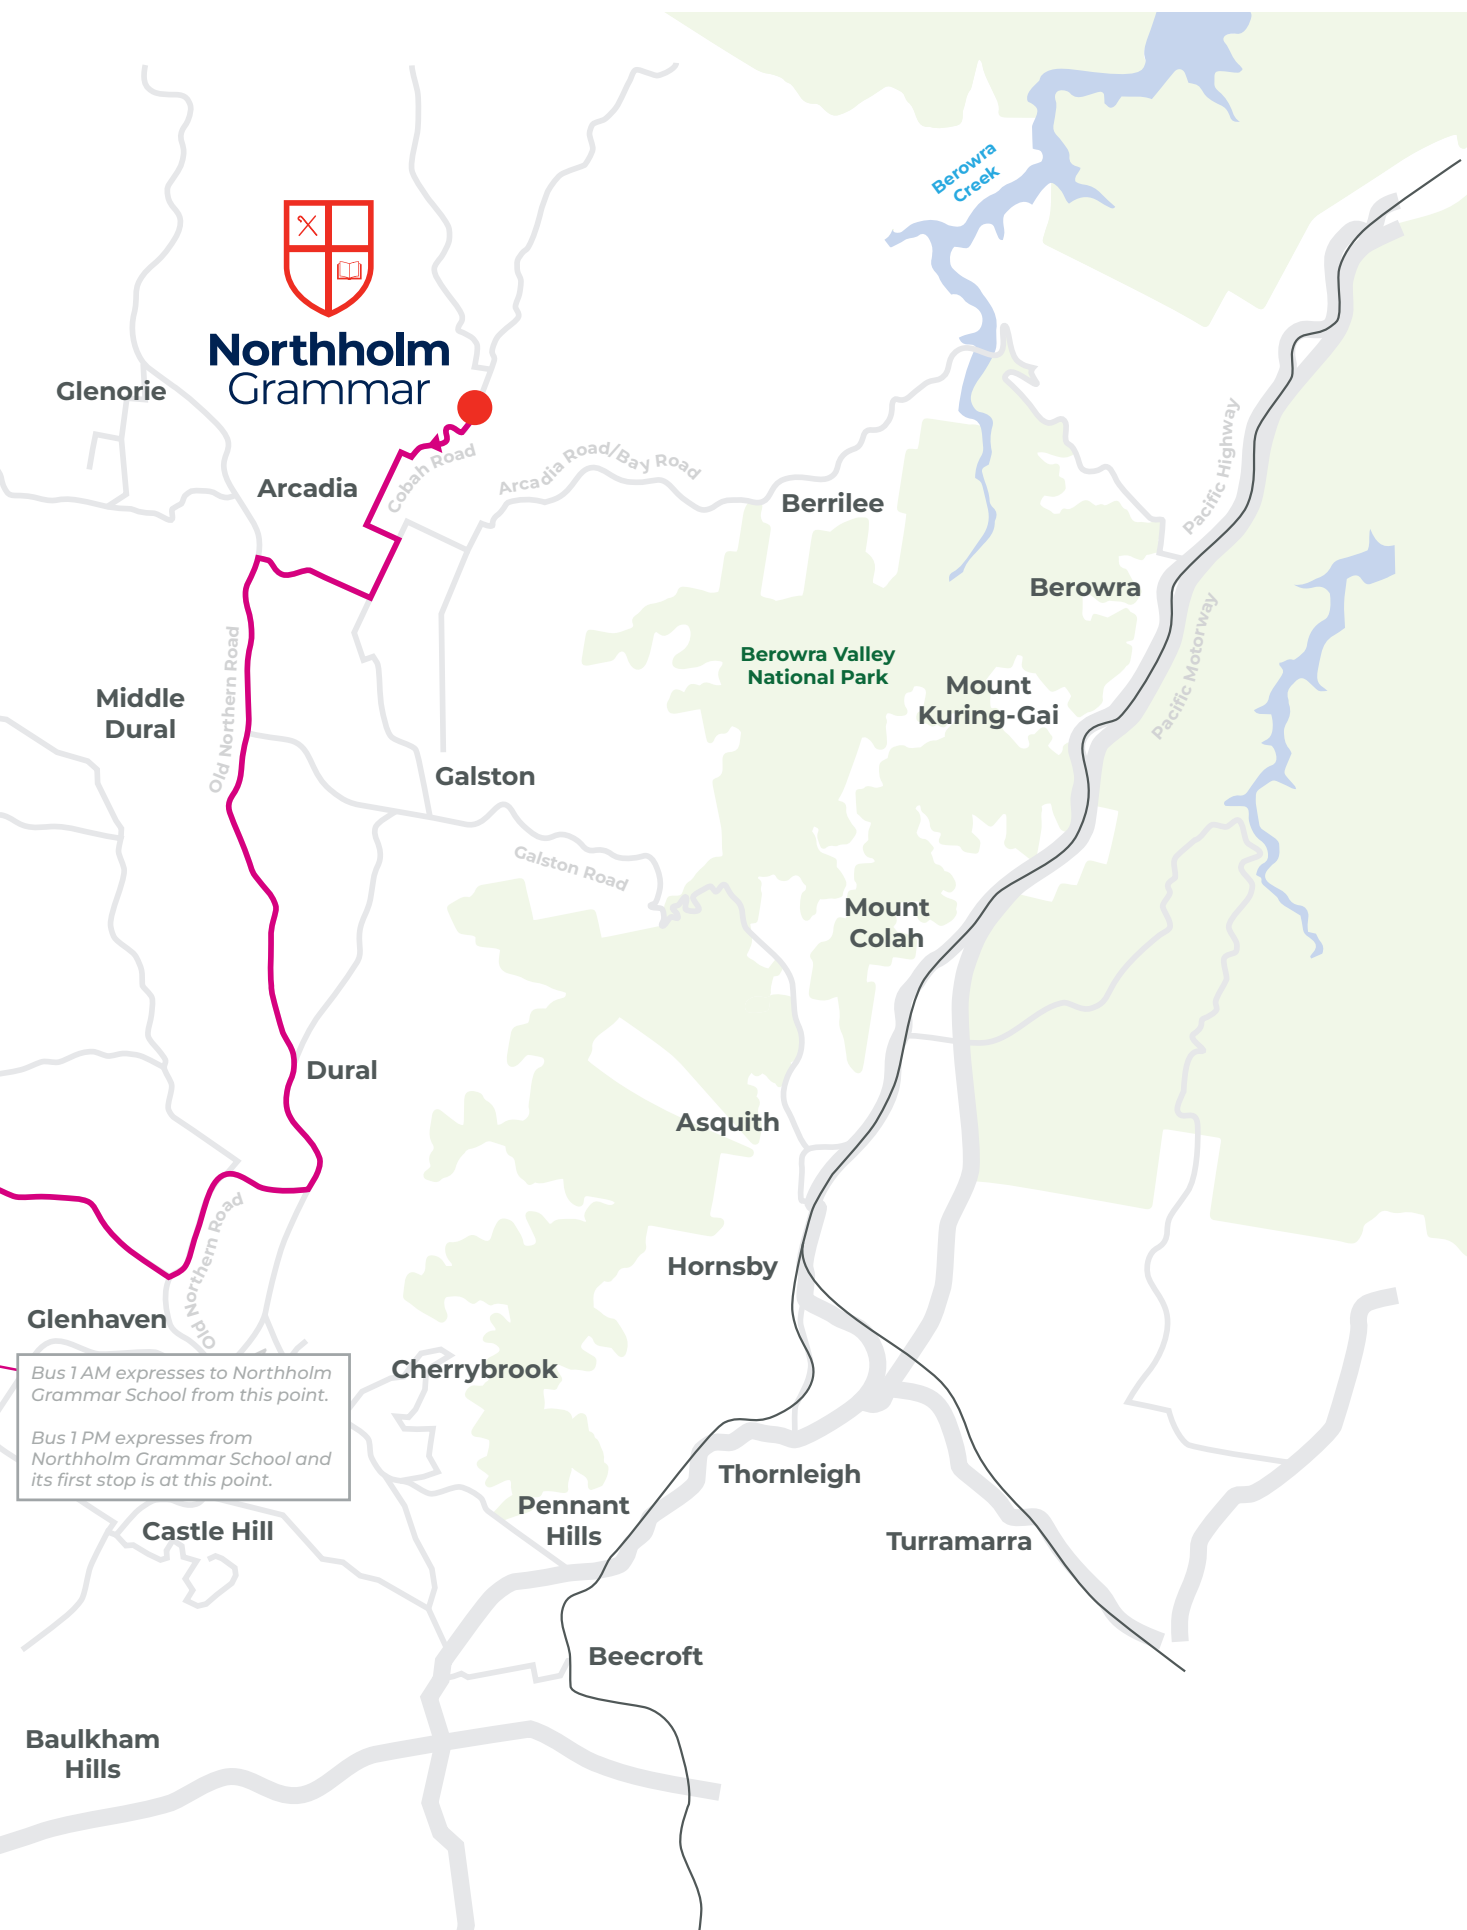 Berowra
Creek
Northholm
Grammar
Glenorie
Pacific Highway
Cobah Road
Arcadia Road/Bay Road
Arcadia
Berrilee
Berowra
Old Northern Road
Berowra Valley
National Park
Pacific Motorway
Middle
Dural
Mount
Kuring-Gai
Galston
Galston Road
Mount
Colah
Dural
Asquith
Northern Road
Old
Hornsby
Glenhaven
Bus 1 AM expresses to Northholm
Grammar School from this point.
Bus 1 PM expresses from
Northholm Grammar School and
its first stop is at this point.
Cherrybrook
Thornleigh
Pennant
Hills
Castle Hill
Turramarra
Beecroft
Baulkham
Hills